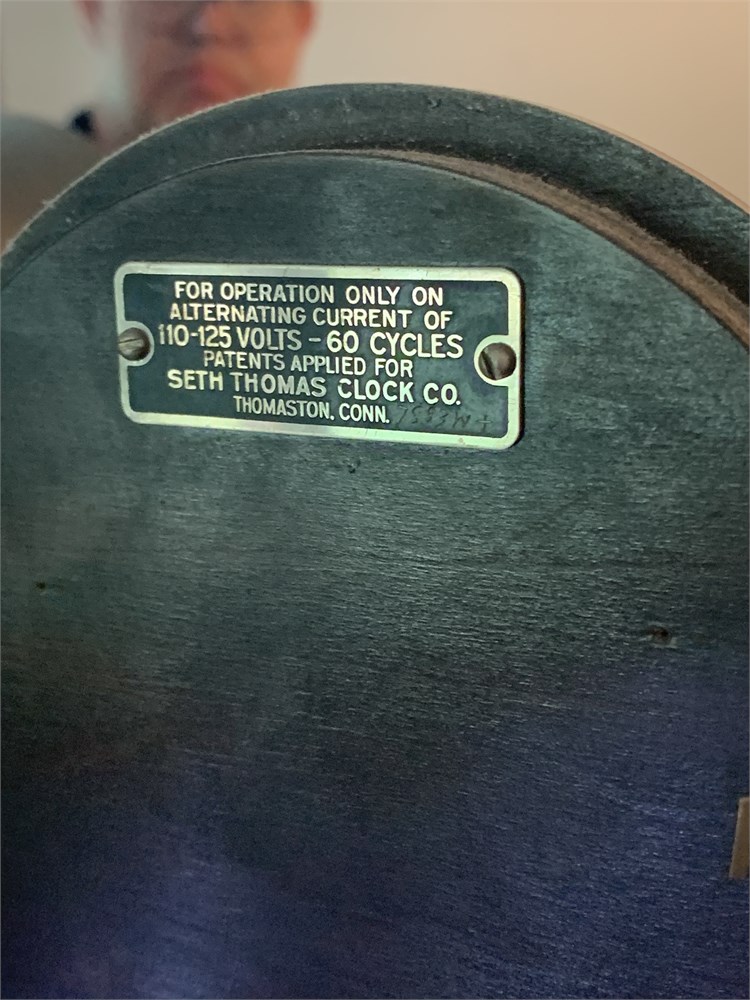 FOR OPERATION ONLY ON
ALTERNATING CURRENT OF
110-125 VOLTS - 60 CYCLES
PATENTS APPLIED FOR
SETH THOMAS CLOCK CO.
THOMASTON, CONN.